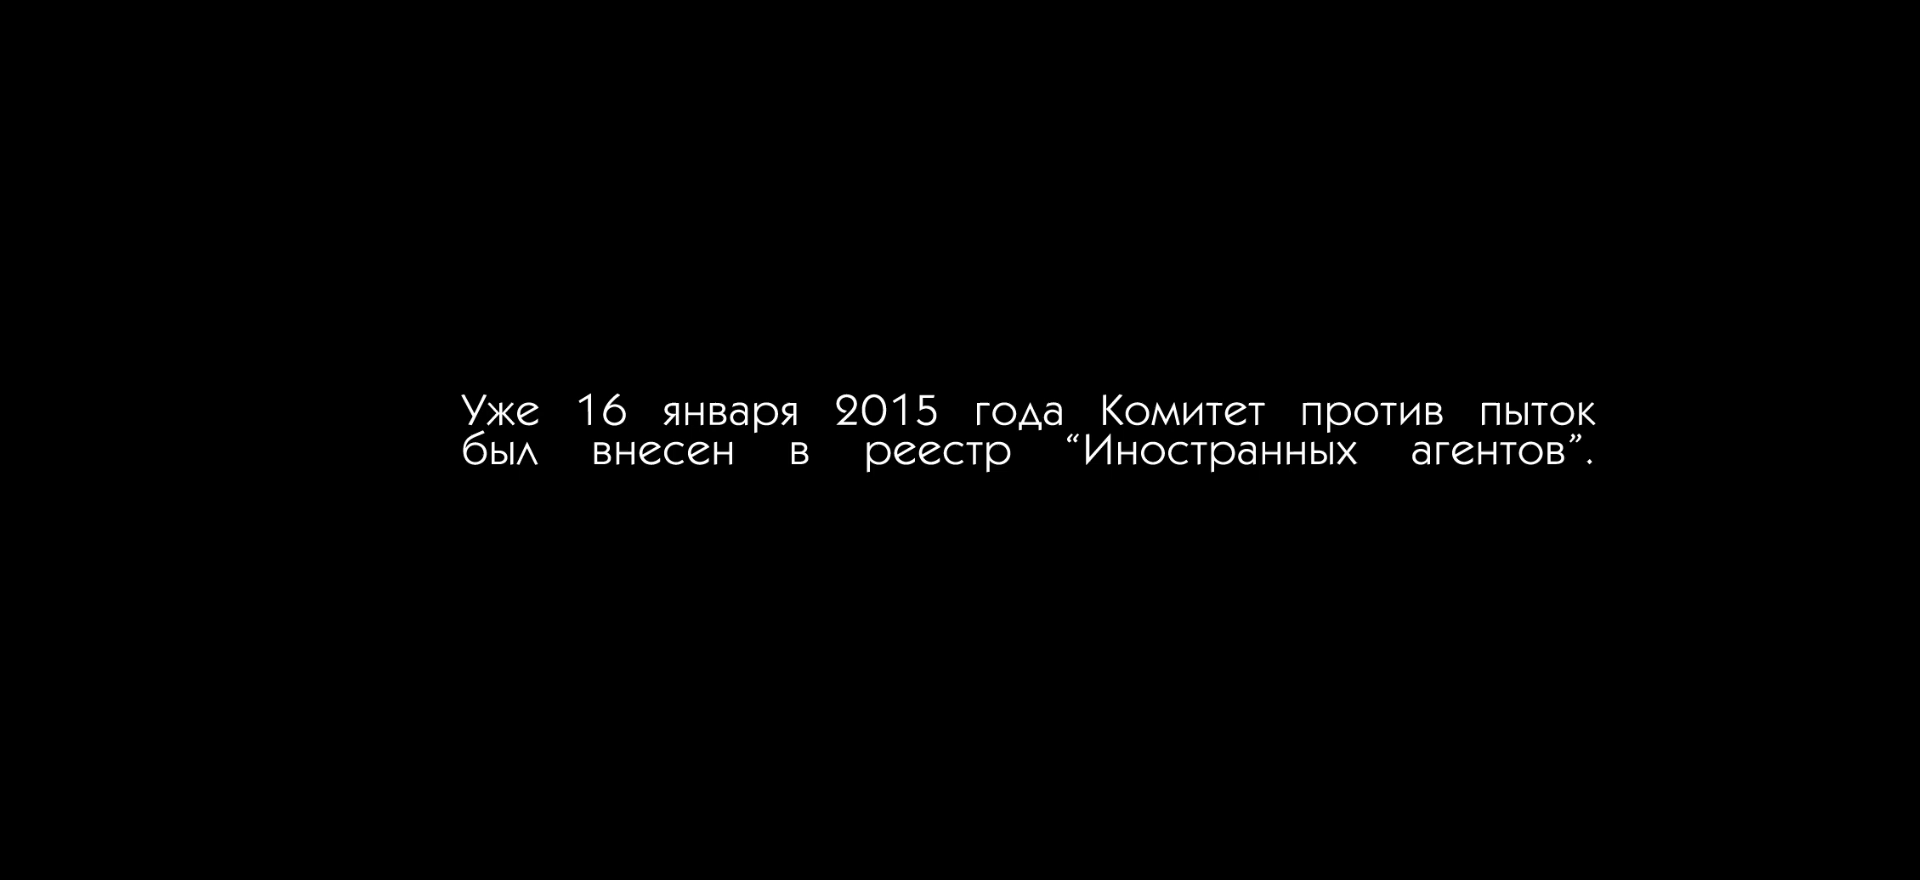 Уже 16 января 2015 года Комитет против пыток
был внесен в реестр “Иностранных агентов”.